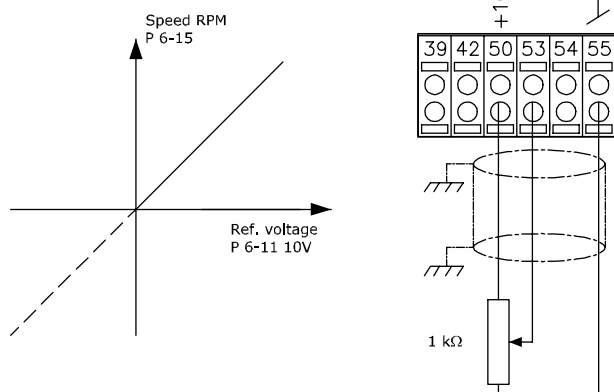 Speed RPM
P 6-15
Ref. voltage
P 6-11 10V
39 42 50 53 54 55
1 kΩ